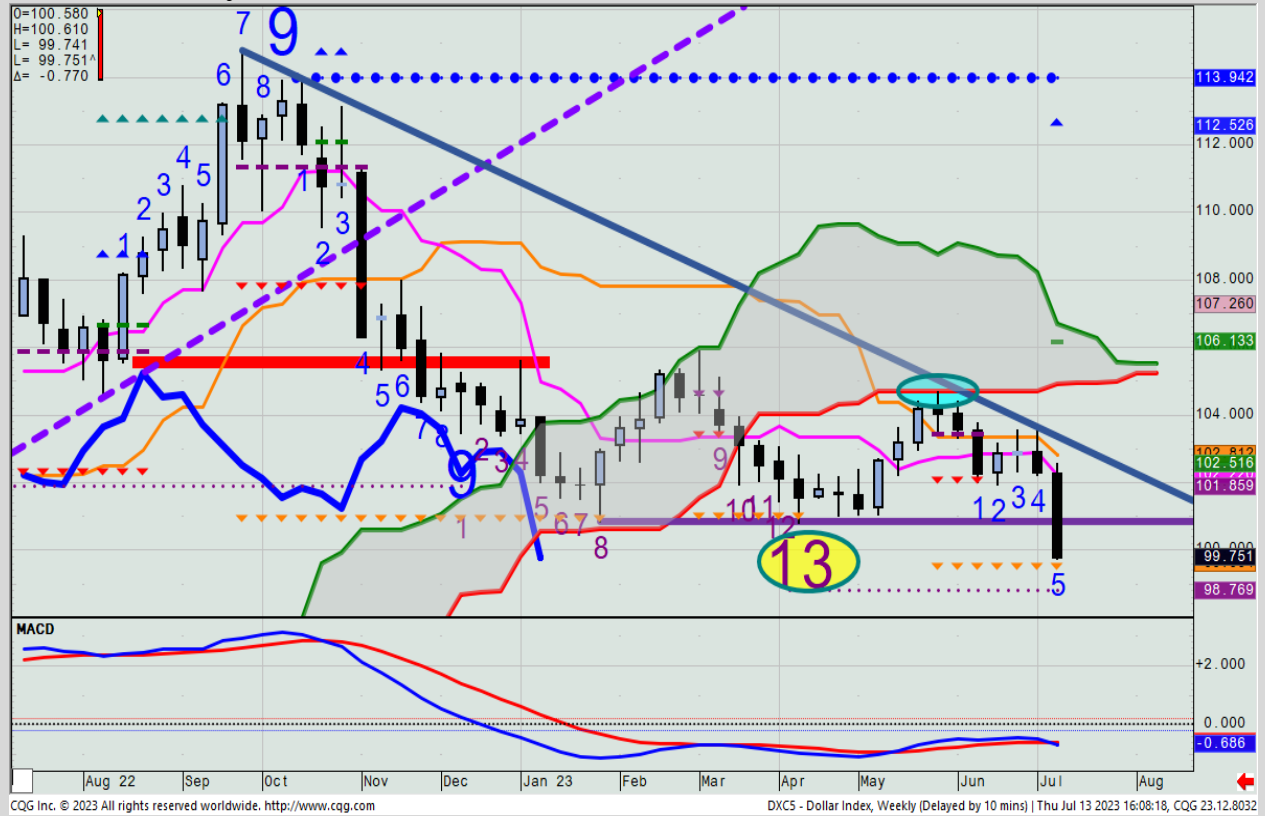 O=100.580
H=100.610
L= 99.741
L= 99.751^
Δ= -0.770
7
9
6
8
113.942
112.526
112.000
4
5
3
1
2
3
110.000
1
2
108.000
107.260
106.133
4
5
6
104.000
7
8
9
2
3
4
9
102.812
102.516
101.859
1
5
6
7
8
10
11
12
1
2
3
4
100.000
99.751
13
5
98.769
MACD
+2.000
0.000
-0.686
Aug 22
Sep
Oct
Nov
Dec
Jan 23
Feb
Mar
Apr
May
Jun
Jul
Aug
CQG Inc. © 2023 All rights reserved worldwide. http://www.cqg.com
DXC5 - Dollar Index, Weekly (Delayed by 10 mins) | Thu Jul 13 2023 16:08:18, CQG 23.12.8032